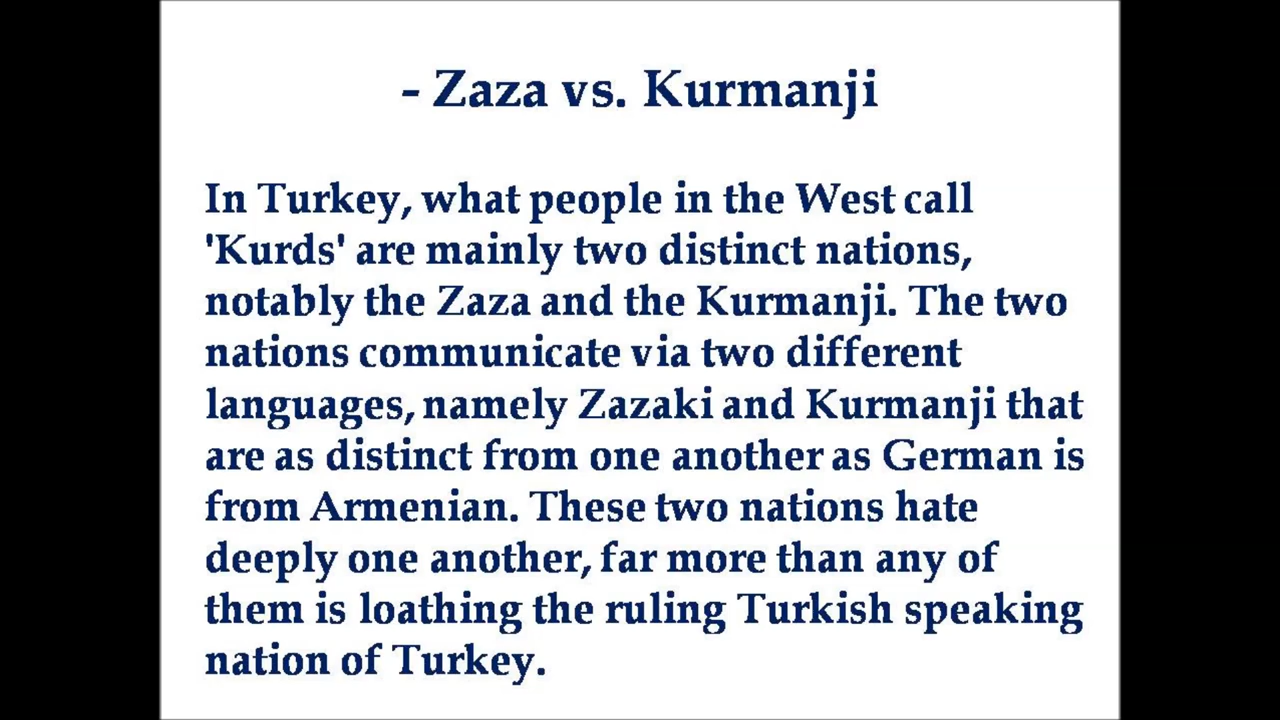 - Zaza vs. Kurmanji
In Turkey, what people in the West call
'Kurds' are mainly two distinct nations,
notably the Zaza and the Kurmanji. The two
nations communicate via two different
languages, namely Zazaki and Kurmanji that
are as distinct from one another as German is
from Armenian. These two nations hate
deeply one another, far more than any of
them is loathing the ruling Turkish speaking
nation of Turkey.